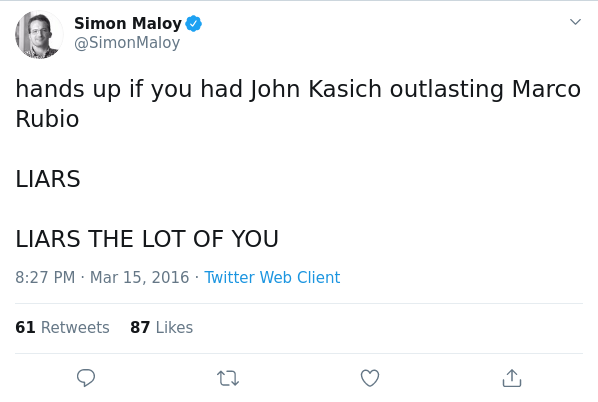 Simon Maloy
@SimonMaloy
hands up if you had John Kasich outlasting Marco
Rubio
LIARS
LIARS THE LOT OF YOU
8:27 PM · Mar 15, 2016 · Twitter Web Client
61 Retweets 87 Likes